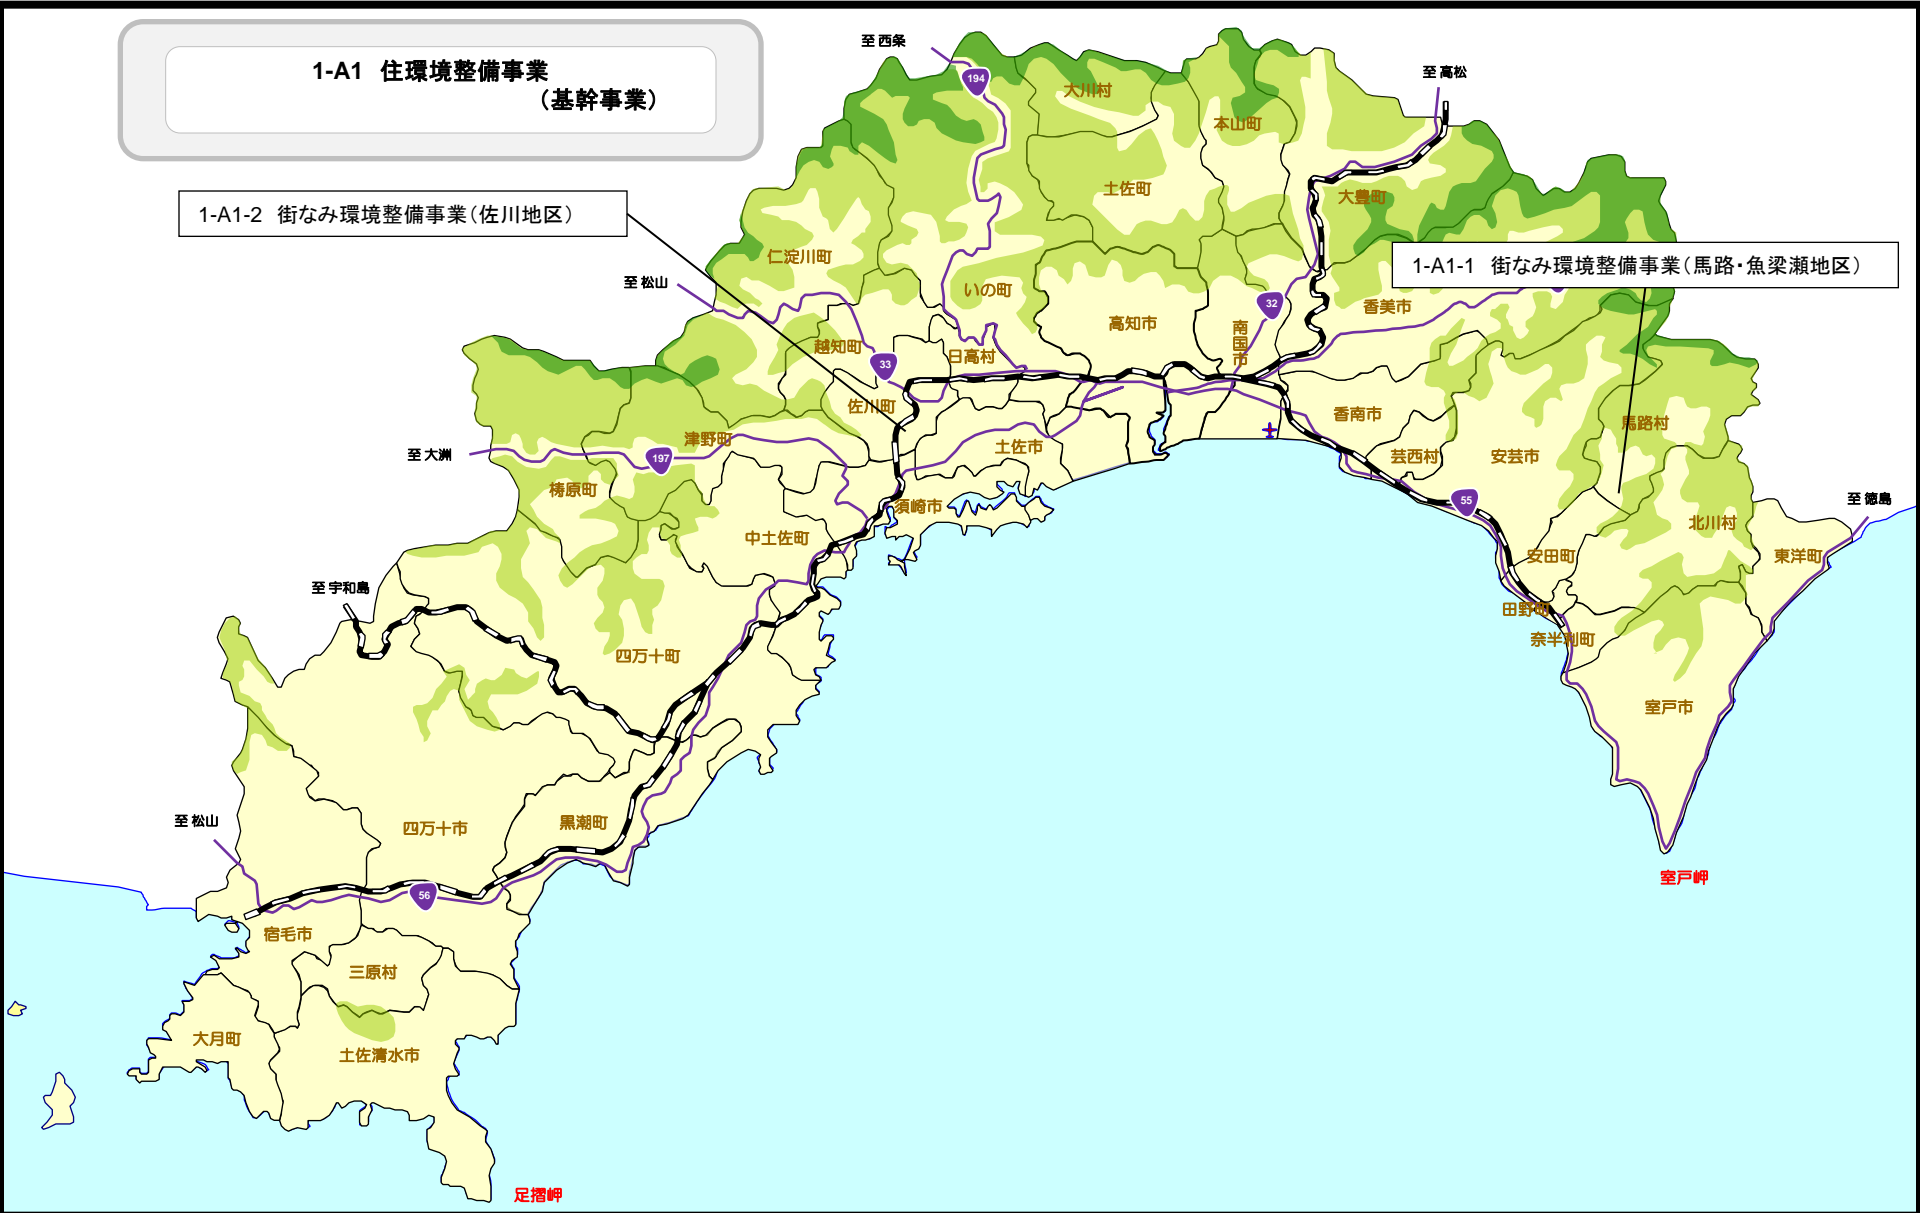 1-A1 住環境整備事業
(基幹事業)
至 西条
194
大川村
至 高松
本山町
土佐町
大豊町
1-A1-2 街なみ環境整備事業(佐川地区)
仁淀川町
1-A1-1 街なみ環境整備事業(馬路・魚梁瀬地区)
至 松山
いの町
32
香美市
高知市
南国市
越知町
日高村
33
佐川町
香南市
馬路村
津野町
至 大洲
197
土佐市
芸西村
安芸市
梼原町
55
至 徳島
須崎市
北川村
中土佐町
安田町
東洋町
至 宇和島
田野町
奈半利町
四万十町
室戸市
至 松山
四万十市
黒潮町
室戸岬
56
宿毛市
三原村
大月町
土佐清水市
足摺岬